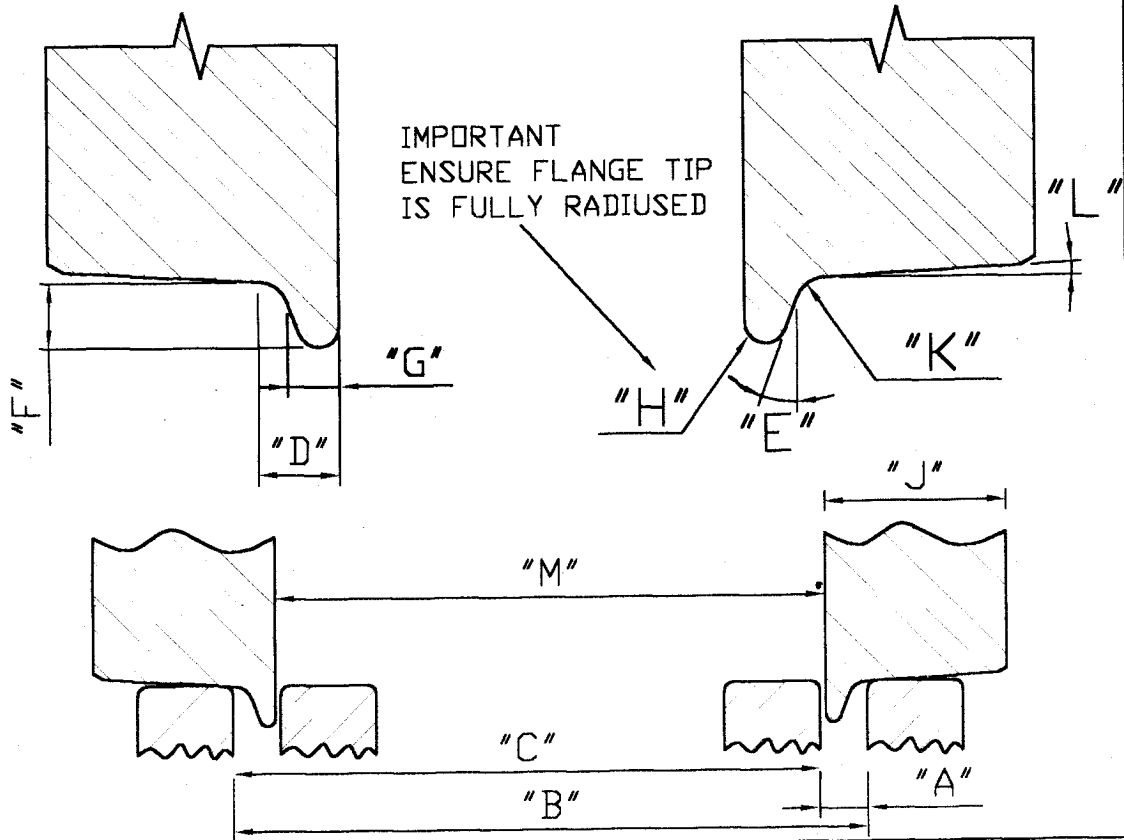 IMPORTANT
ENSURE FLANGE TIP
IS FULLY RADIUSED
"L"
"G"
"K"
"F"
"H"
"E"
"D"
"J"
"M"
"C"
"A"
"B"